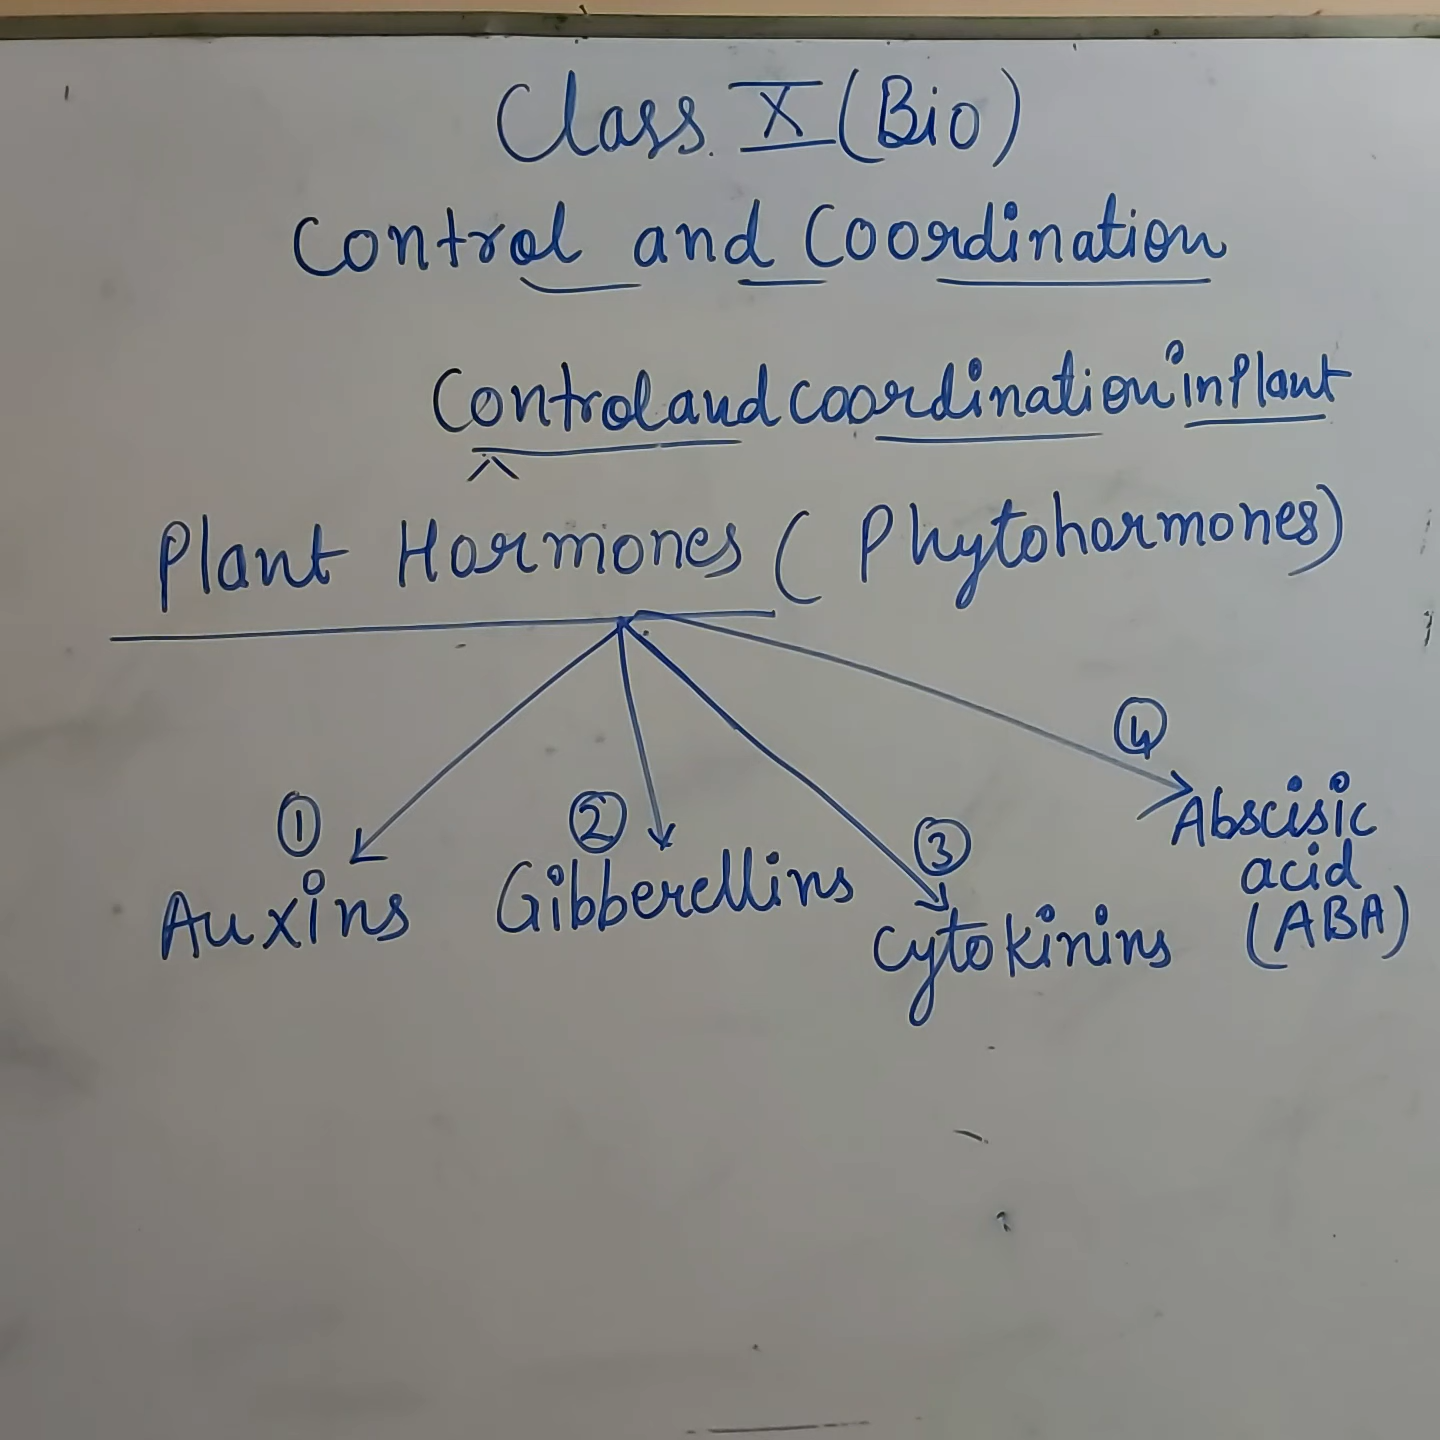 Class X (Bio)
Control and Coordination
Control and coordination in Plant
Plant Hormones ( Phytohormones)
① Auxins
② Gibberellins
③ Cytokinins
④ Abscisic
acid
(ABA)